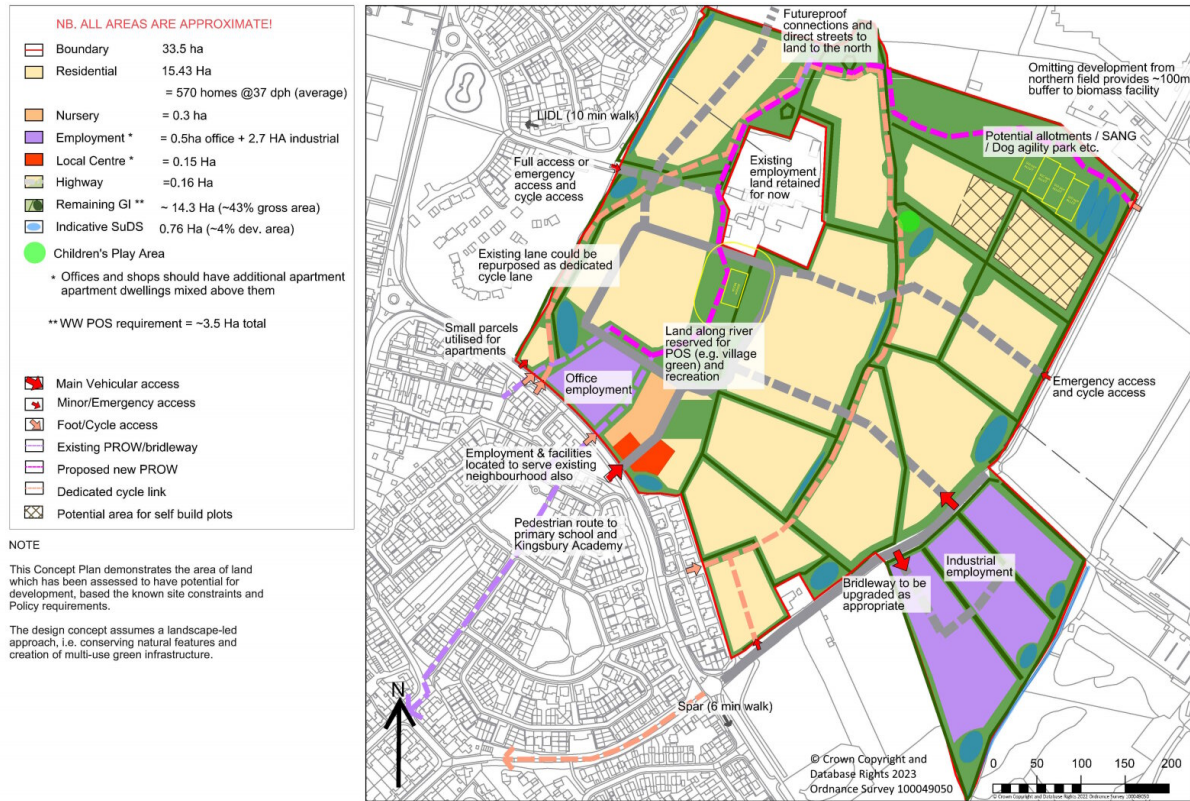 NB. ALL AREAS ARE APPROXIMATE!
Boundary 33.5 ha
Residential 15.43 Ha
= 570 homes @37 dph (average)
Nursery = 0.3 ha
Employment * = 0.5ha office + 2.7 HA industrial
Local Centre * = 0.15 Ha
Highway =0.16 Ha
Remaining GI ** ~ 14.3 Ha (~43% gross area)
Indicative SuDS 0.76 Ha (~4% dev. area)
Children's Play Area
* Offices and shops should have additional apartment
apartment dwellings mixed above them
**WW POS requirement = ~3.5 Ha total
Main Vehicular access
Minor/Emergency access
Foot/Cycle access
Existing PROW/bridleway
Proposed new PROW
Dedicated cycle link
Potential area for self build plots
NOTE
This Concept Plan demonstrates the area of land
which has been assessed to have potential for
development, based the known site constraints and
Policy requirements.
The design concept assumes a landscape-led
approach, i.e. conserving natural features and
creation of multi-use green infrastructure.
Futureproof
connections and
direct streets to
land to the north
Omitting development from
northern field provides ~100m
buffer to biomass facility
LIDL (10 min walk)
Potential allotments / SANG
/ Dog agility park etc.
Full access or
emergency
access and
cycle access
Existing
employment
land retained
for now
Existing lane could be
repurposed as dedicated
cycle lane
Small parcels
utilised for
apartments
Land along river
reserved for
POS (e.g. village
green) and
recreation
Office
employment
Emergency access
and cycle access
Employment & facilities
located to serve existing
neighbourhood also
Pedestrian route to
primary school and
Kingsbury Academy
Industrial
employment
Bridleway to be
upgraded as
appropriate
Spar (6 min walk)
N
© Crown Copyright and
Database Rights 2023
Ordnance Survey 100049050
0 50 100 150 200
© Crown Copyright and Database Rights 2022 Ordnance Survey 100049050